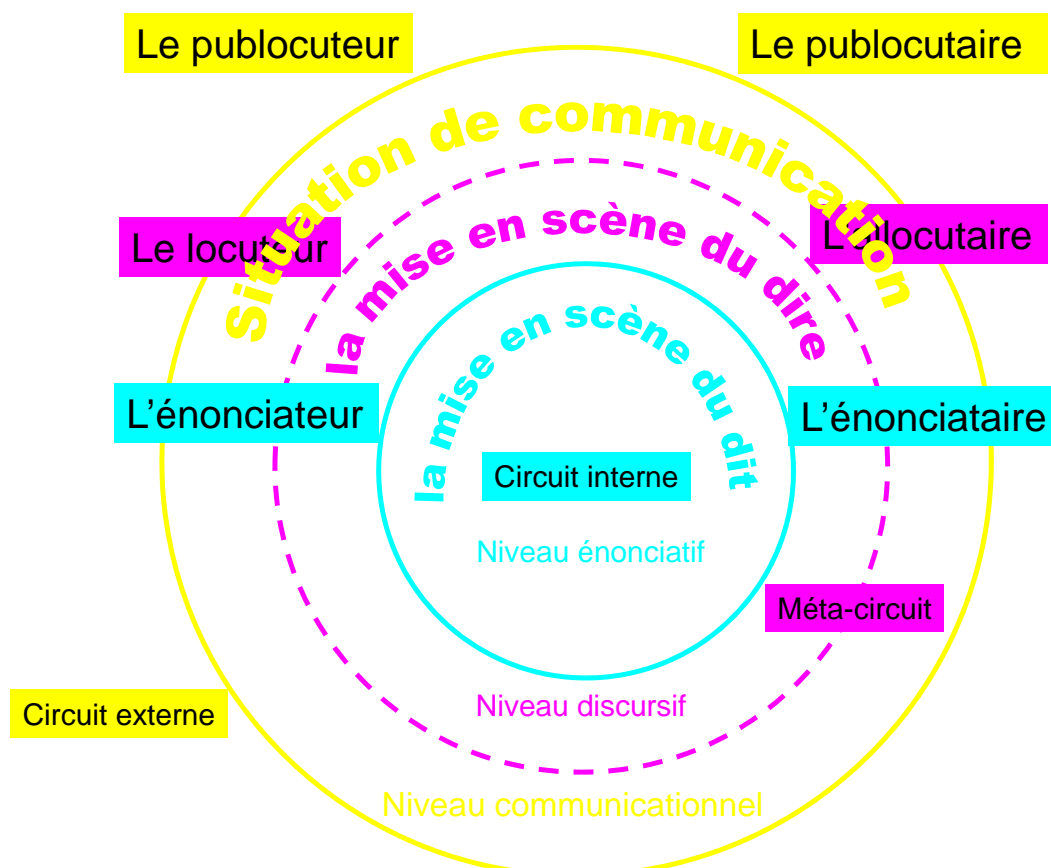 Le publocuteur
Le publocutaire
Situation de communication
Le locuteur
L'allocutaire
la mise en scène du dire
L’énonciateur
L’énonciataire
la mise en scène du dit
Circuit interne
Niveau énonciatif
Méta-circuit
Niveau discursif
Circuit externe
Niveau communicationnel